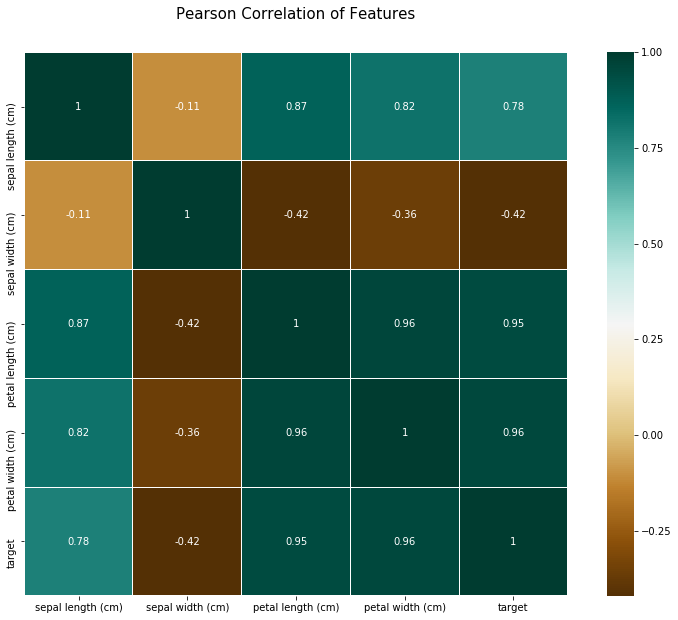 Pearson Correlation of Features
sepal length (cm)
1
-0.11
0.87
0.82
0.78
sepal width (cm)
-0.11
1
-0.42
-0.36
-0.42
petal length (cm)
0.87
-0.42
1
0.96
0.95
petal width (cm)
0.82
-0.36
0.96
1
0.96
target
0.78
-0.42
0.95
0.96
1
sepal length (cm)
sepal width (cm)
petal length (cm)
petal width (cm)
target
1.00
0.75
0.50
0.25
0.00
−0.25